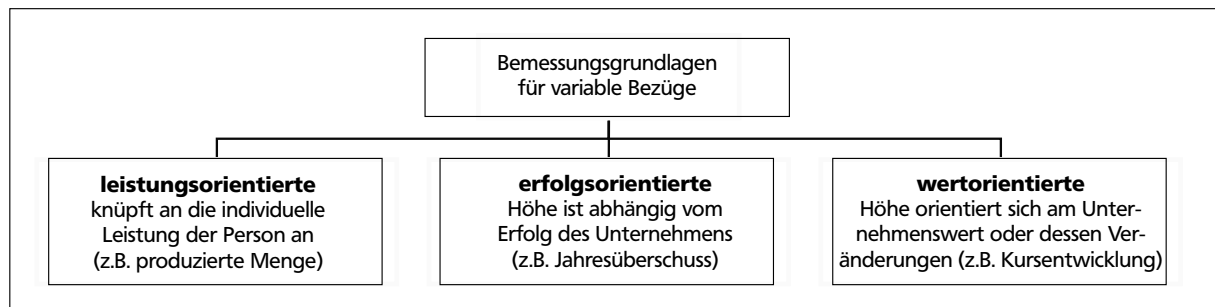 Bemessungsgrundlagen
für variable Bezüge
leistungsorientierte
knüpft an die individuelle
Leistung der Person an
(z.B. produzierte Menge)
erfolgsorientierte
Höhe ist abhängig vom
Erfolg des Unternehmens
(z.B. Jahresüberschuss)
wertorientierte
Höhe orientiert sich am Unter-
nehmenswert oder dessen Ver-
änderungen (z.B. Kursentwicklung)